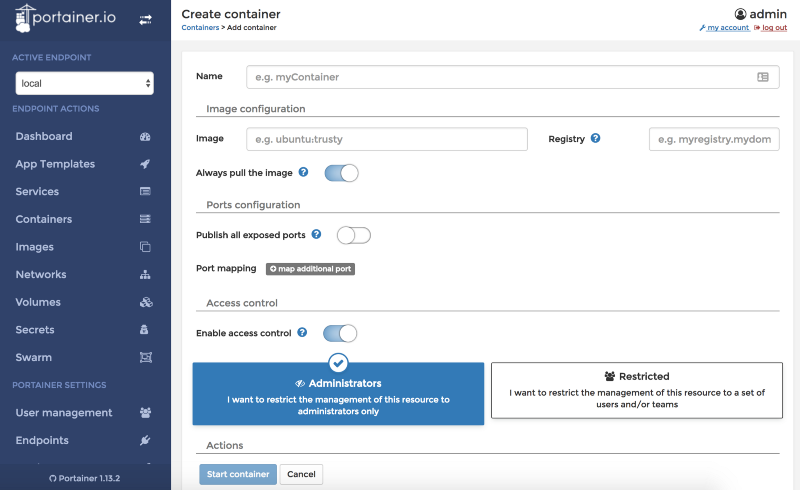 portainer.io
ACTIVE ENDPOINT
local
ENDPOINT ACTIONS
Dashboard
App Templates
Services
Containers
Images
Networks
Volumes
Secrets
Swarm
PORTAINER SETTINGS
User management
Endpoints
Portainer 1.13.2
Create container
Containers > Add container
admin
my account log out
Name e.g. myContainer
Image configuration
Image e.g. ubuntu:trusty Registry ? e.g. myregistry.mydom
Always pull the image ?
Ports configuration
Publish all exposed ports ?
Port mapping map additional port
Access control
Enable access control ?
Administrators
I want to restrict the management of this resource to
administrators only
Restricted
I want to restrict the management of this resource to a set of
users and/or teams
Actions
Start container Cancel